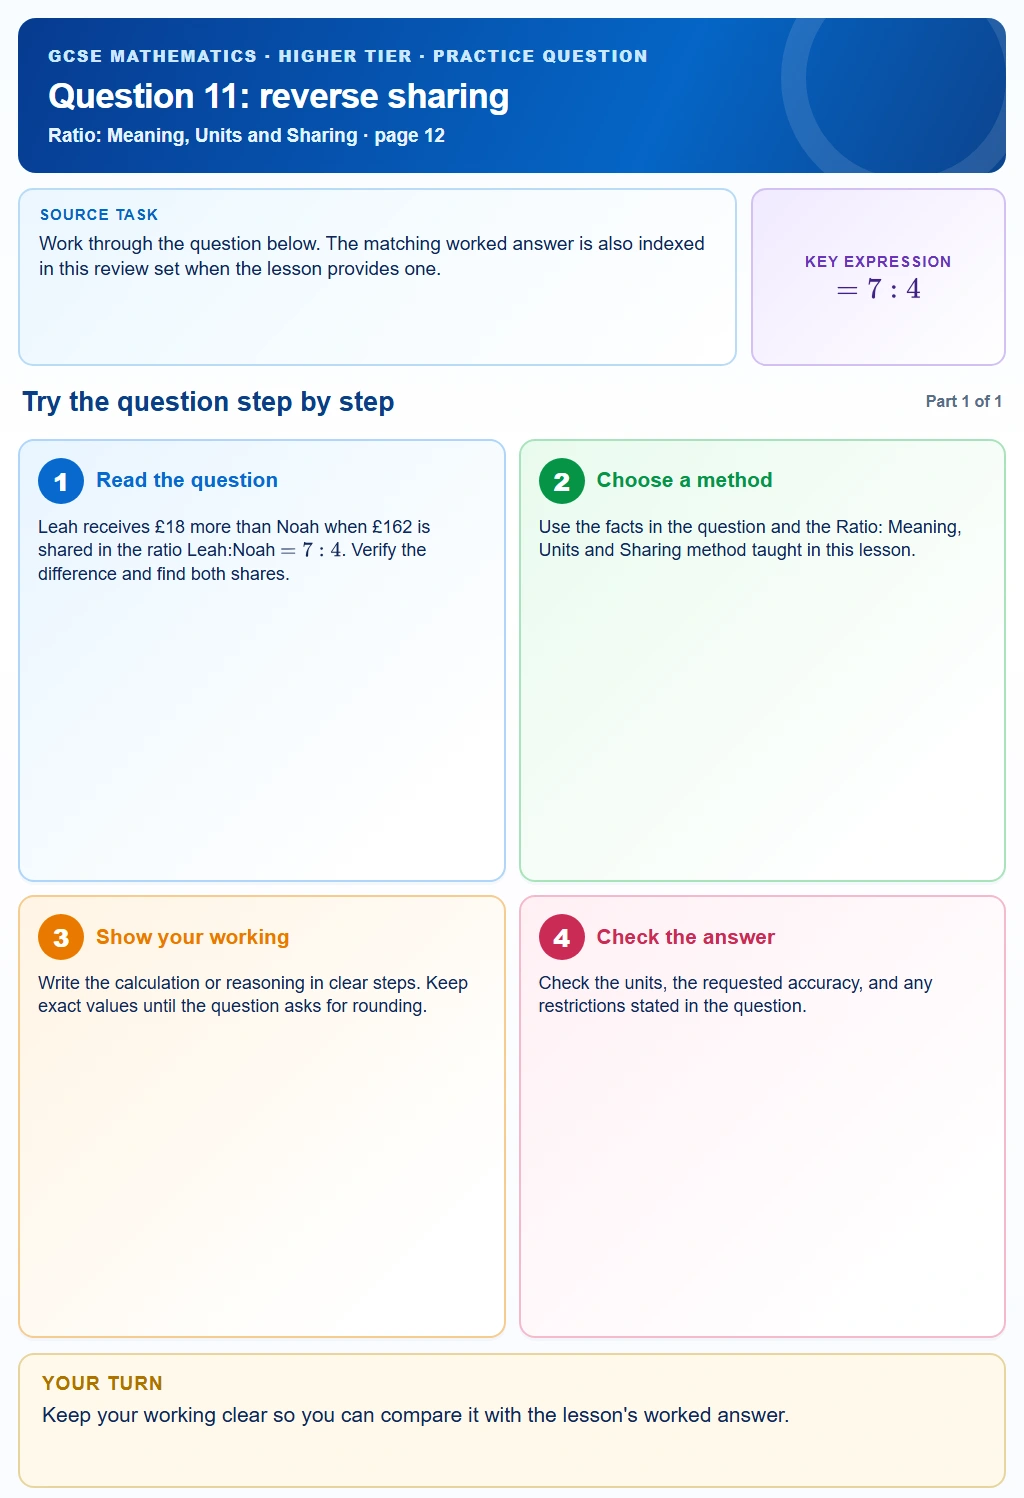 GCSE MATHEMATICS · HIGHER TIER · PRACTICE QUESTION
Question 11: reverse sharing
Ratio: Meaning, Units and Sharing · page 12
SOURCE TASK
Work through the question below. The matching worked answer is also indexed
in this review set when the lesson provides one.
KEY EXPRESSION
= 7 : 4
Try the question step by step
Part 1 of 1
1 Read the question
Leah receives £18 more than Noah when £162 is
shared in the ratio Leah:Noah = 7 : 4. Verify the
difference and find both shares.
2 Choose a method
Use the facts in the question and the Ratio: Meaning,
Units and Sharing method taught in this lesson.
3 Show your working
Write the calculation or reasoning in clear steps. Keep
exact values until the question asks for rounding.
4 Check the answer
Check the units, the requested accuracy, and any
restrictions stated in the question.
YOUR TURN
Keep your working clear so you can compare it with the lesson's worked answer.